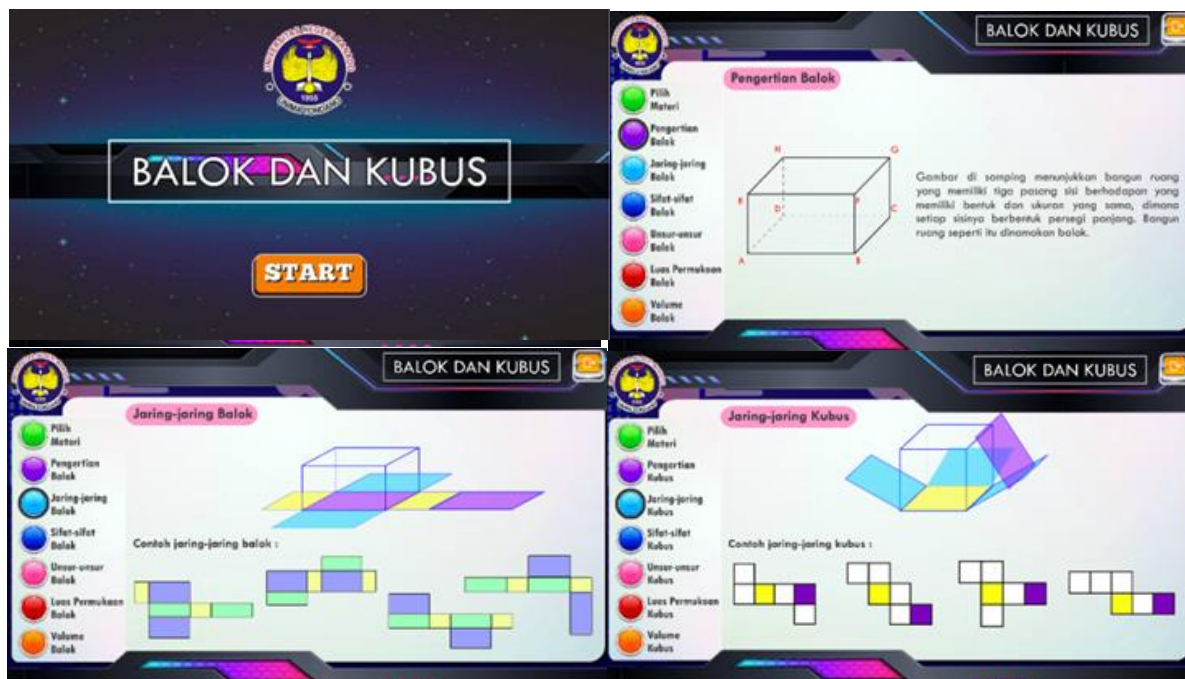 UNIVERSITAS NEGERI MANADO
1955
BALOK DAN KUBUS
START
BALOK DAN KUBUS
Pengertian Balok
Pilih
Materi
Pengertian
Balok
Jaring-jaring
Balok
Sifat-sifat
Balok
Unsur-unsur
Balok
Luas Permukaan
Balok
Volume
Balok
H
G
E
F
D
C
A
B
Gambar di samping menunjukkan bangun ruang
yang memiliki tiga pasang sisi berhadapan yang
memiliki bentuk dan ukuran yang sama, dimana
setiap sisinya berbentuk persegi panjang. Bangun
ruang seperti itu dinamakan balok.
BALOK DAN KUBUS
Jaring-jaring Balok
Pilih
Materi
Pengertian
Balok
Jaring-jaring
Balok
Sifat-sifat
Balok
Unsur-unsur
Balok
Luas Permukaan
Balok
Volume
Balok
Contoh jaring-jaring balok :
BALOK DAN KUBUS
Jaring-jaring Kubus
Pilih
Materi
Pengertian
Kubus
Jaring-jaring
Kubus
Sifat-sifat
Kubus
Unsur-unsur
Kubus
Luas Permukaan
Kubus
Volume
Kubus
Contoh jaring-jaring kubus :